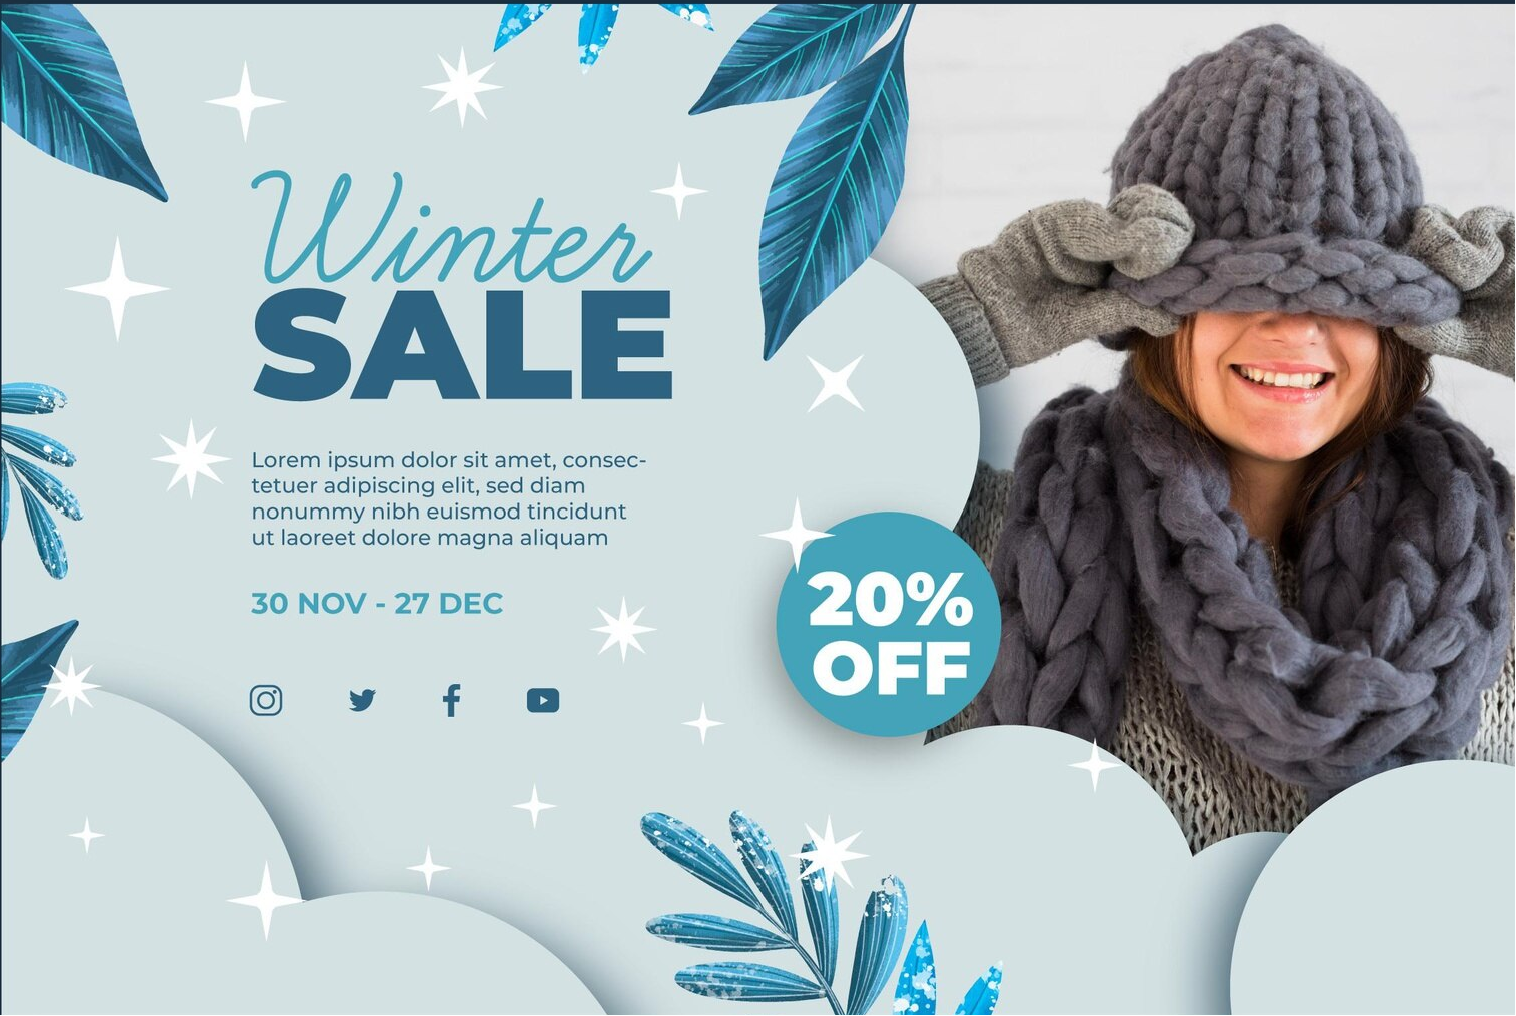 Winter
SALE
Lorem ipsum dolor sit amet, consec-
tetuer adipiscing elit, sed diam
nonummy nibh euismod tincidunt
ut laoreet dolore magna aliquam
30 NOV - 27 DEC
20%
OFF